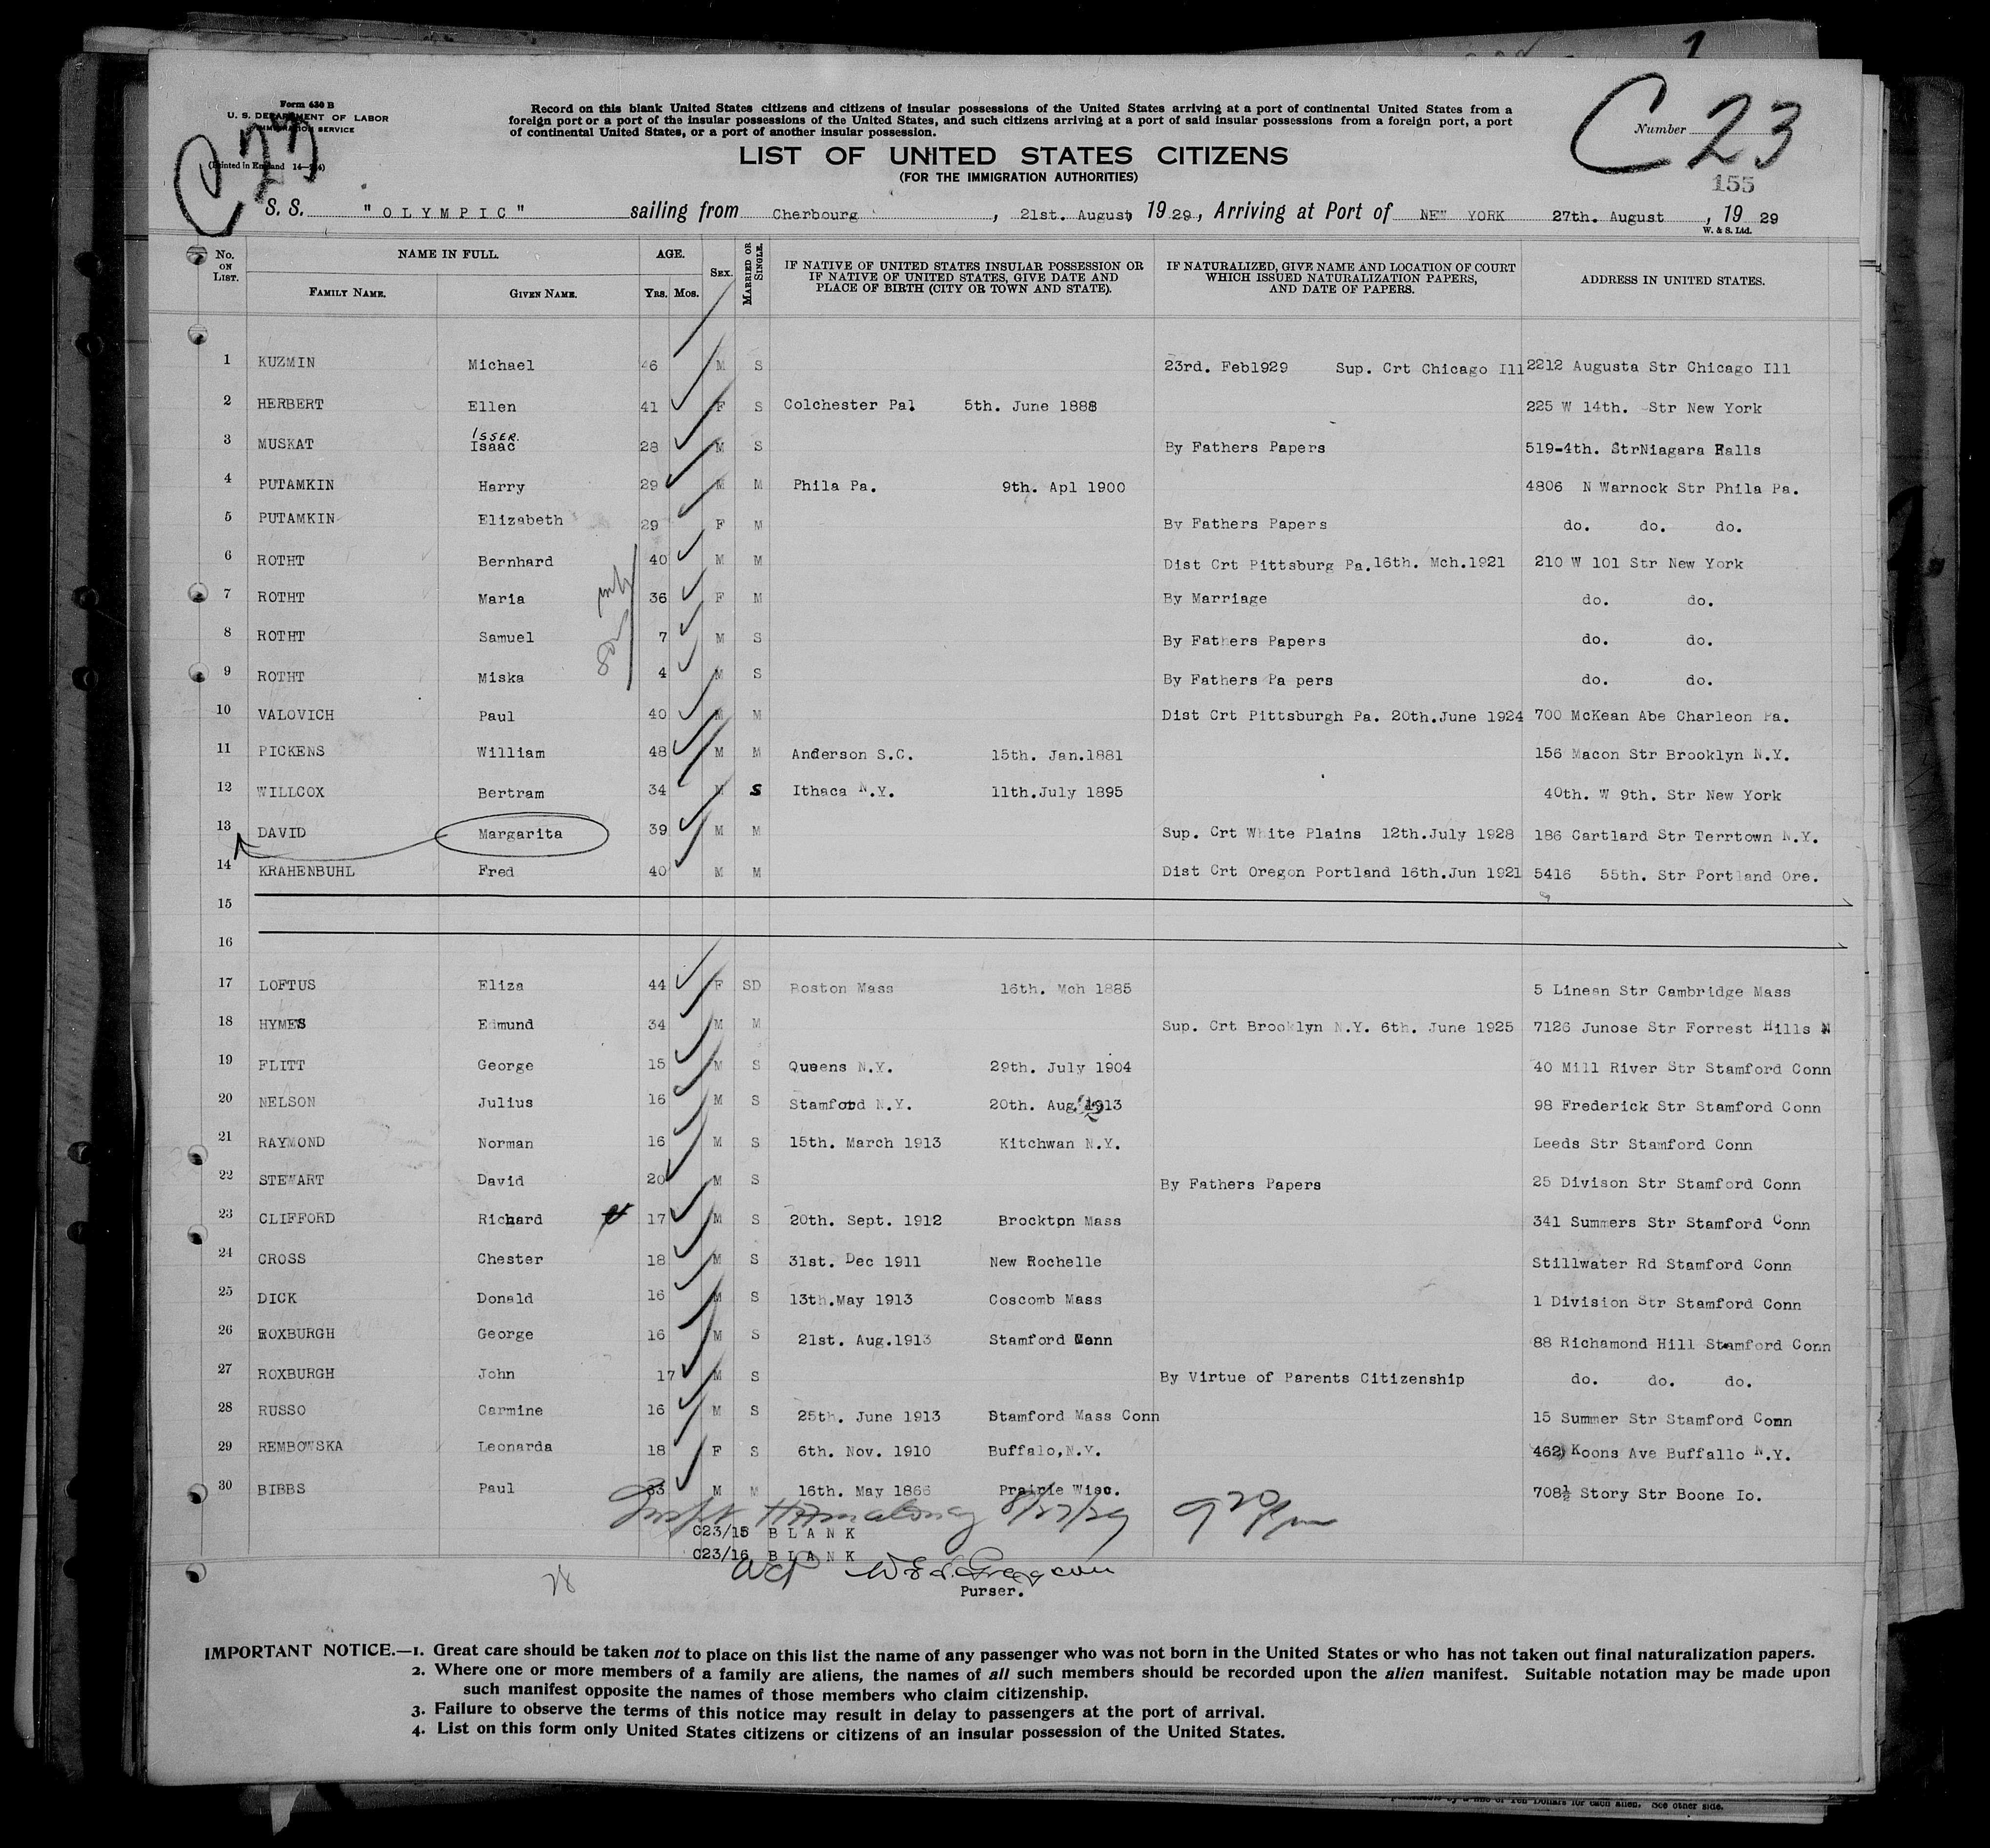 1
Form 630 B
U. S. DEPARTMENT OF LABOR
IMMIGRATION SERVICE
(Printed in England 14—
C 23
Record on this blank United States citizens and citizens of insular possessions of the United States arriving at a port of continental United States from a
foreign port or a port of the insular possessions of the United States, and such citizens arriving at a port of said insular possessions from a foreign port, a port
of continental United States, or a port of another insular possession.
Number C 23
LIST OF UNITED STATES CITIZENS
(FOR THE IMMIGRATION AUTHORITIES)
155
S. S. "OLYMPIC" sailing from Cherbourg, 21st. August, 19 29, Arriving at Port of NEW YORK 27th. August, 19 29
W. & S. Ltd.
No. ON LIST. NAME IN FULL. FAMILY NAME. GIVEN NAME. AGE. YRS. MOS. SEX. MARRIED OR SINGLE. IF NATIVE OF UNITED STATES INSULAR POSSESSION OR IF NATIVE OF UNITED STATES, GIVE DATE AND PLACE OF BIRTH (CITY OR TOWN AND STATE). IF NATURALIZED, GIVE NAME AND LOCATION OF COURT WHICH ISSUED NATURALIZATION PAPERS, AND DATE OF PAPERS. ADDRESS IN UNITED STATES.
1 KUZMIN Michael 46 M S 23rd. Feb1929 Sup. Crt Chicago Ill 2212 Augusta Str Chicago Ill
2 HERBERT Ellen 41 F S Colchester Pa. 5th. June 1888 225 W 14th. Str New York
ISSER.
3 MUSKAT Isaac 28 M S By Fathers Papers 519-4th. StrNiagara Falls
4 PUTAMKIN Harry 29 M M Phila Pa. 9th. Apl 1900 4806 N Warnock Str Phila Pa.
5 PUTAMKIN Elizabeth 29 F M By Fathers Papers do. do. do.
6 ROTHT Bernhard 40 M M Dist Crt Pittsburg Pa.16th. Mch.1921 210 W 101 Str New York
7 ROTHT Maria 36 F M By Marriage do. do.
8 ROTHT Samuel 7 M S By Fathers Papers do. do.
9 ROTHT Miska 4 M S By Fathers Pa pers do. do.
10 VALOVICH Paul 40 M M Dist Crt Pittsburgh Pa. 20th.June 1924 700 McKean Abe Charleon Pa.
11 PICKENS William 48 M M Anderson S.C. 15th. Jan.1881 156 Macon Str Brooklyn N.Y.
12 WILLCOX Bertram 34 M S Ithaca N.Y. 11th.July 1895 40th. W 9th. Str New York
13 DAVID Margarita 39 M M Sup. Crt White Plains 12th.July 1928 186 Cartlard Str Terrtown N.Y.
14 KRAHENBUHL Fred 40 M M Dist Crt Oregon Portland 16th.Jun 1921 5416 55th. Str Portland Ore.
15
16
17 LOFTUS Eliza 44 F SD Boston Mass 16th. Mch 1885 5 Linean Str Cambridge Mass
18 HYMES Edmund 34 M M Sup. Crt Brooklyn N.Y. 6th. June 1925 7126 Junose Str Forrest Hills N
19 FLITT George 15 M S Queens N.Y. 29th. July 1904 40 Mill River Str Stamford Conn
20 NELSON Julius 16 M S Stamford N.Y. 20th. Aug 1913 98 Frederick Str Stamford Conn
21 RAYMOND Norman 16 M S 15th. March 1913 Kitchwan N.Y. Leeds Str Stamford Conn
22 STEWART David 20 M S By Fathers Papers 25 Divison Str Stamford Conn
23 CLIFFORD Richard 17 M S 20th. Sept. 1912 Brockton Mass 341 Summers Str Stamford Conn
24 CROSS Chester 18 M S 31st. Dec 1911 New Rochelle Stillwater Rd Stamford Conn
25 DICK Donald 16 M S 13th.May 1913 Coscomb Mass 1 Division Str Stamford Conn
26 ROXBURGH George 16 M S 21st. Aug.1913 Stamford Conn 88 Richamond Hill Stamford Conn
27 ROXBURGH John 17 M S By Virtue of Parents Citizenship do. do. do.
28 RUSSO Carmine 16 M S 25th. June 1913 Stamford Mass Conn 15 Summer Str Stamford Conn
29 REMBOWSKA Leonarda 18 F S 6th. Nov. 1910 Buffalo,N.Y. 462 Koons Ave Buffallo N.Y.
30 BIBBS Paul 33 M M 16th. May 1866 Prairie Wisc. 708½ Story Str Boone Io.
8/27/29 9 20 pm
C23/15 BLANK
C23/16 BLANK
28
Purser.
IMPORTANT NOTICE.—1. Great care should be taken not to place on this list the name of any passenger who was not born in the United States or who has not taken out final naturalization papers.
2. Where one or more members of a family are aliens, the names of all such members should be recorded upon the alien manifest. Suitable notation may be made upon
such manifest opposite the names of those members who claim citizenship.
3. Failure to observe the terms of this notice may result in delay to passengers at the port of arrival.
4. List on this form only United States citizens or citizens of an insular possession of the United States.
Ten Dollars for each alien. See other side.